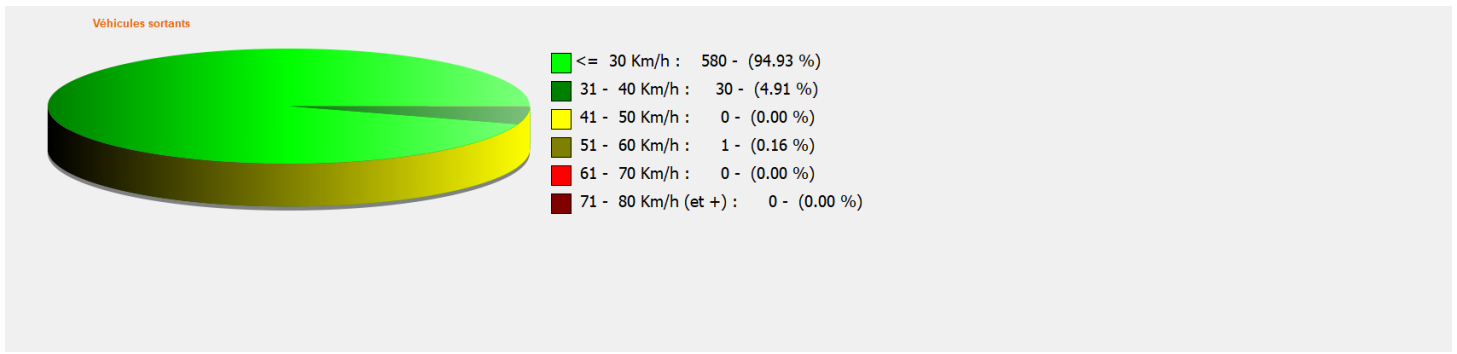 Véhicules sortants
<= 30 Km/h : 580 - (94.93 %)
31 - 40 Km/h : 30 - (4.91 %)
41 - 50 Km/h : 0 - (0.00 %)
51 - 60 Km/h : 1 - (0.16 %)
61 - 70 Km/h : 0 - (0.00 %)
71 - 80 Km/h (et +) : 0 - (0.00 %)